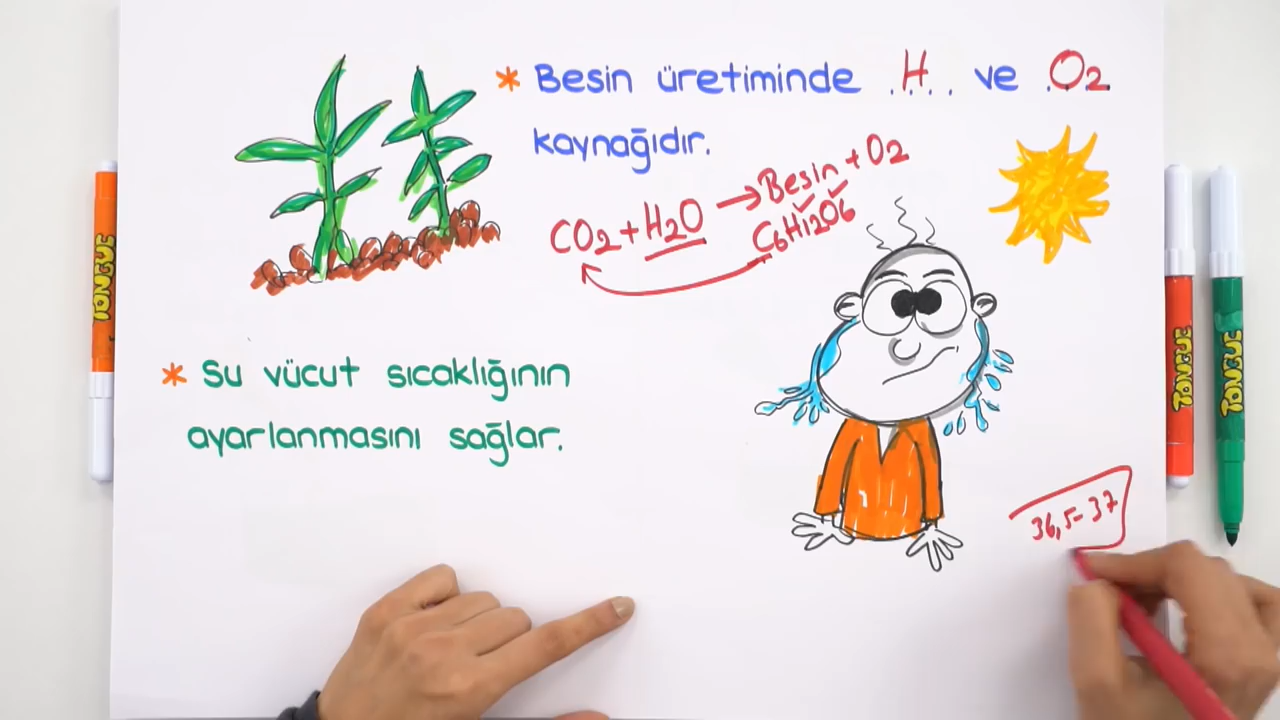 * Besin üretiminde .H... ve .O2.
kaynağıdır.
CO2+H2O → Besin+O2
C6H12O6
* Su vücut sıcaklığının
ayarlanmasını sağlar.
36,5-37
TONGUE
TONGUE
TONGUE